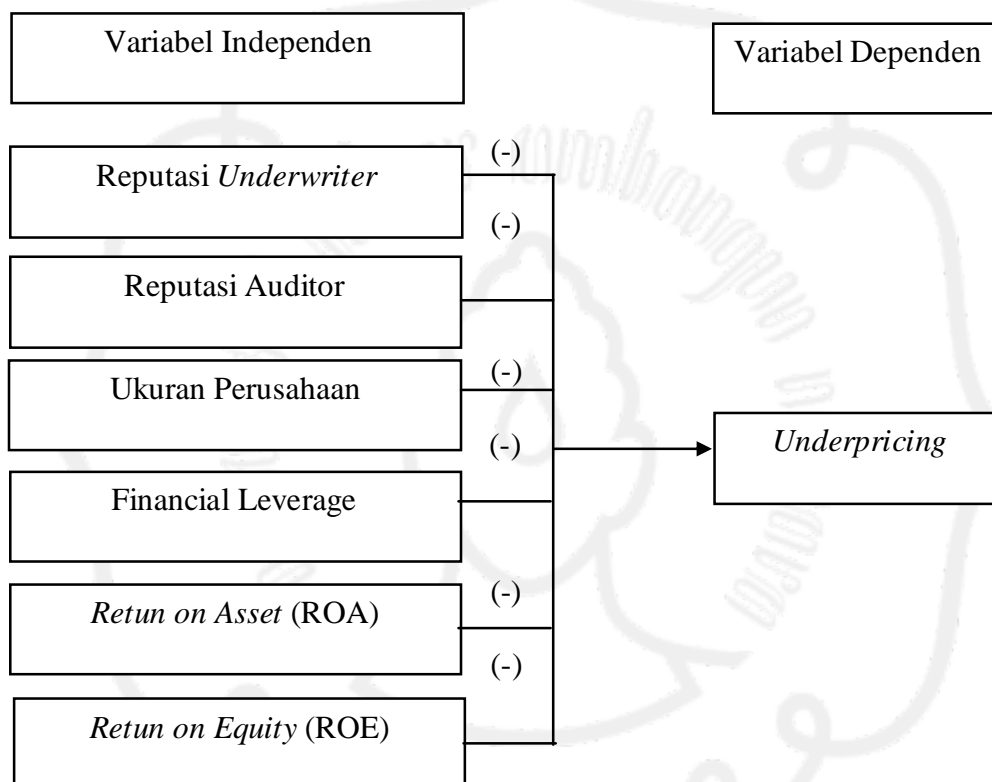 Variabel Independen
Variabel Dependen
Reputasi Underwriter
(-)
(-)
Reputasi Auditor
Ukuran Perusahaan
(-)
(-)
Underpricing
Financial Leverage
Retun on Asset (ROA)
(-)
(-)
Retun on Equity (ROE)